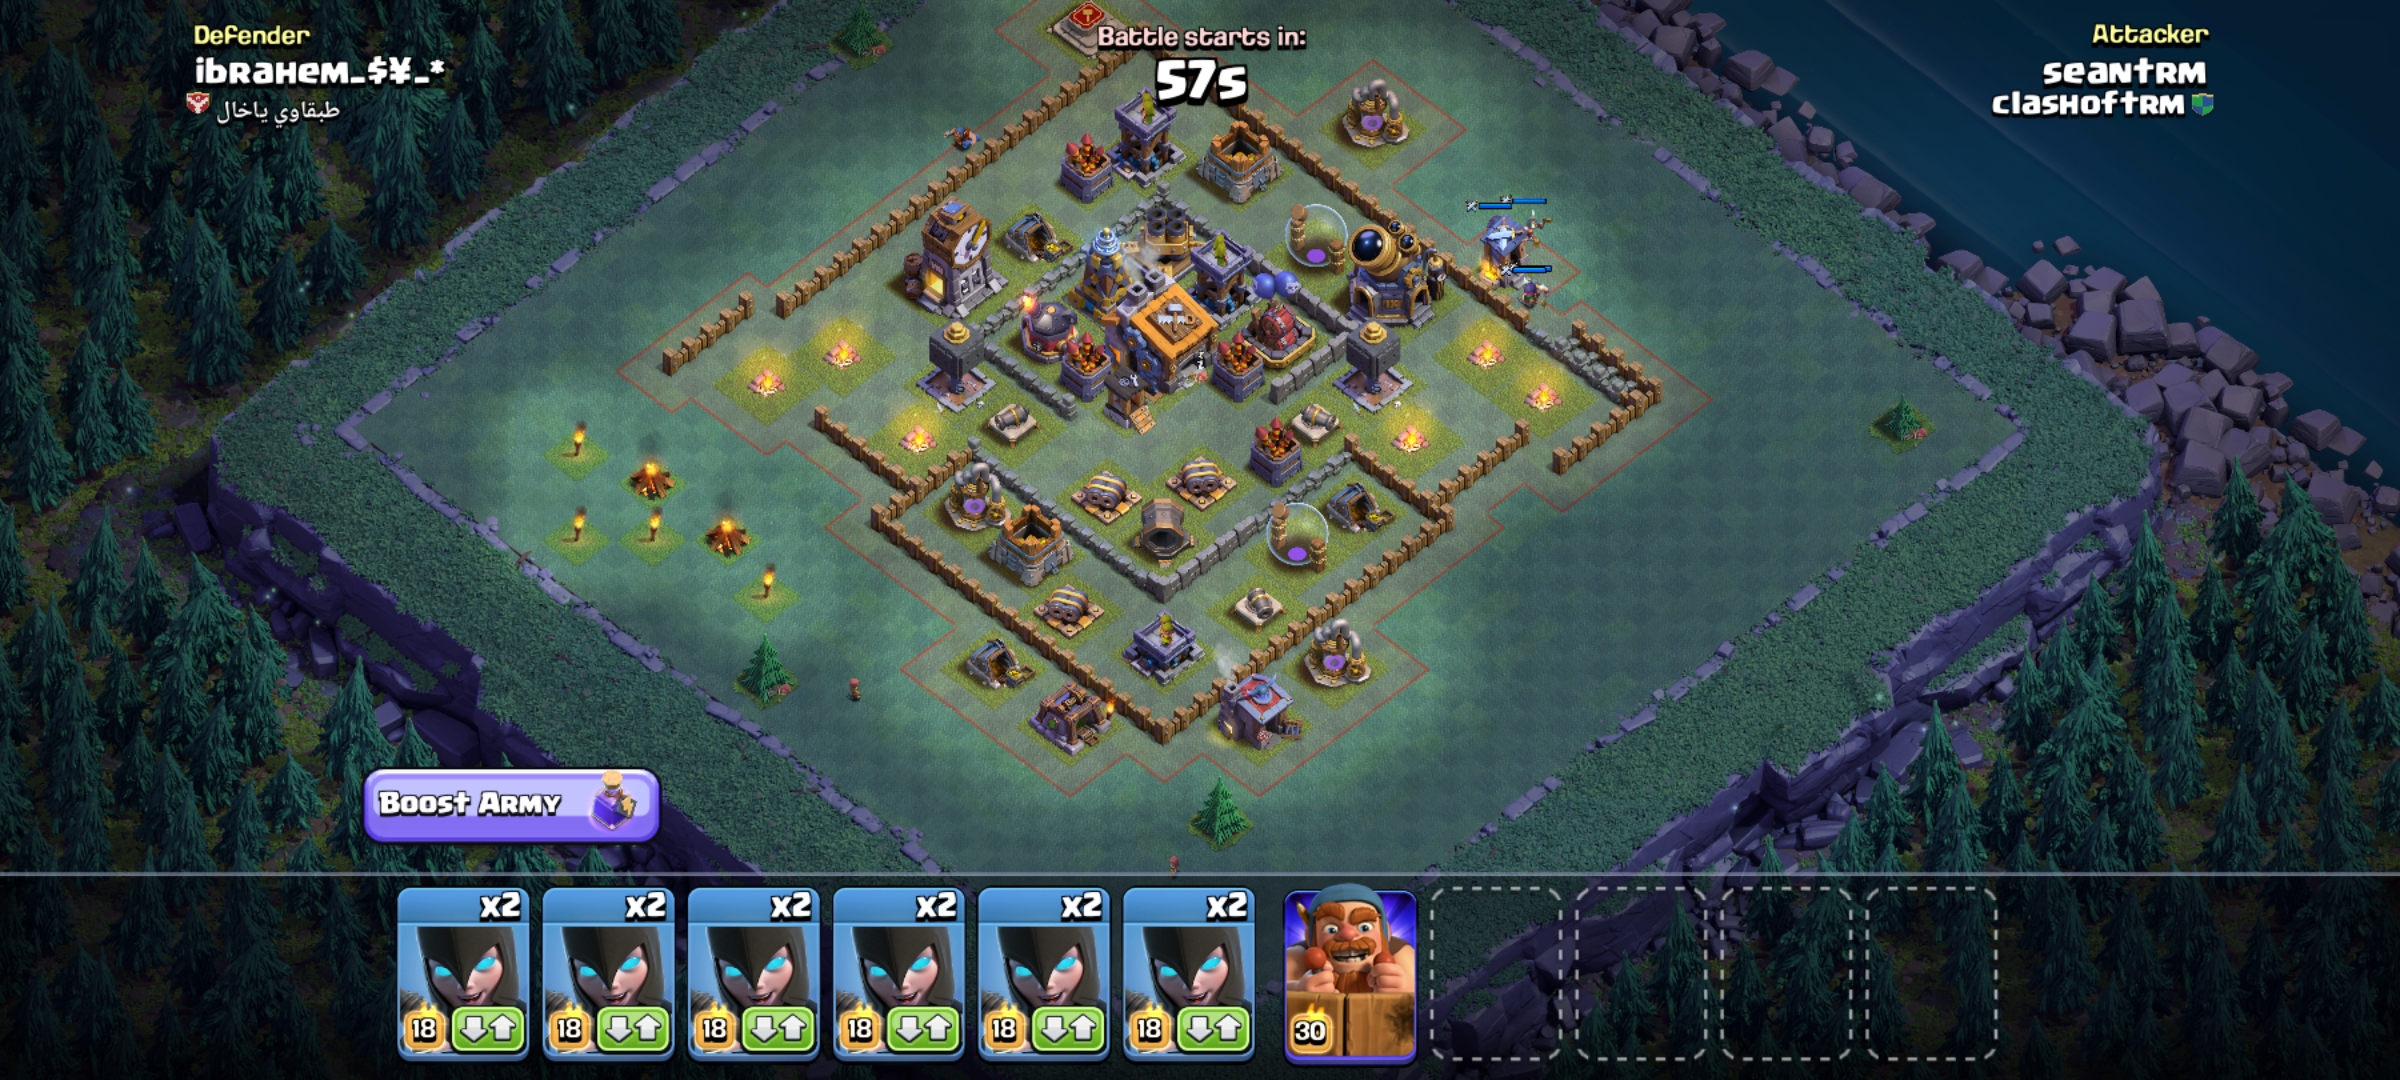 Defender
ibrahem_$¥_*
طبقاوي ياخال
Battle starts in:
57s
Attacker
seantrm
clashoftrm
Boost Army
x2
x2
x2
x2
x2
x2
18
18
18
18
18
18
30